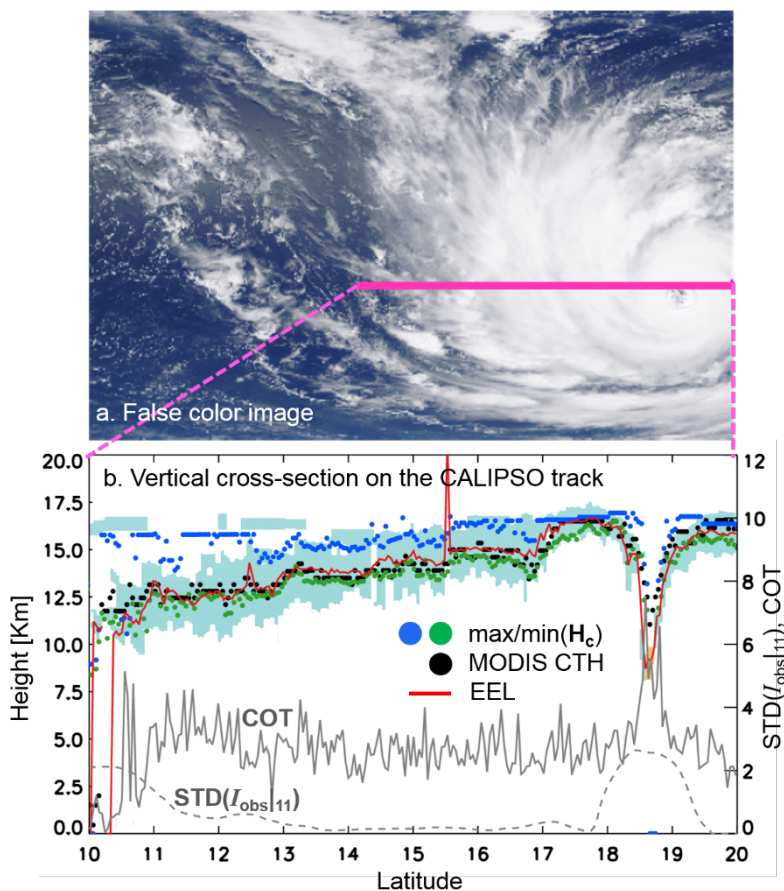 a. False color image
b. Vertical cross-section on the CALIPSO track
20.0
17.5
15.0
12.5
10.0
7.5
5.0
2.5
0.0
Height [Km]
12
10
8
6
4
2
0
STD(I_obs|11), COT
max/min(H_c)
MODIS CTH
EEL
COT
STD(I_obs|11)
10 11 12 13 14 15 16 17 18 19 20
Latitude